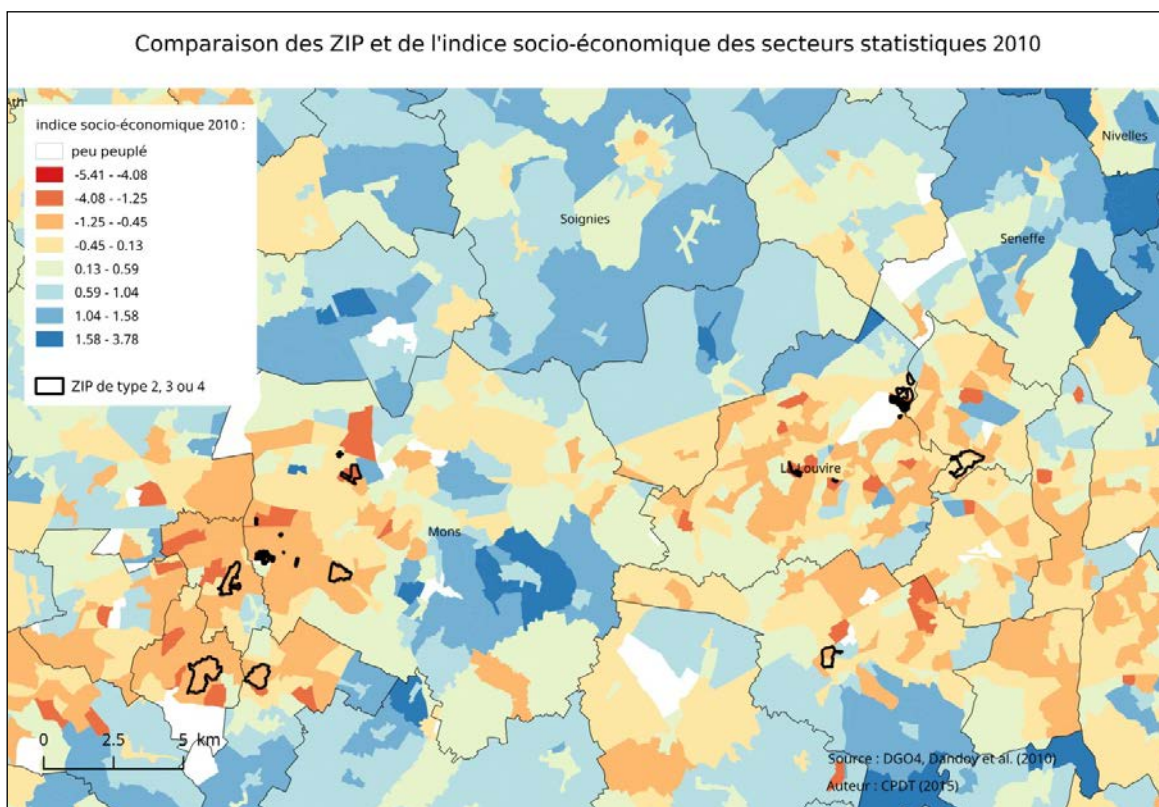 Comparaison des ZIP et de l'indice socio-économique des secteurs statistiques 2010
Ath
indice socio-économique 2010 :
peu peuplé
-5.41 - -4.08
-4.08 - -1.25
-1.25 - -0.45
-0.45 - 0.13
0.13 - 0.59
0.59 - 1.04
1.04 - 1.58
1.58 - 3.78
ZIP de type 2, 3 ou 4
Nivelles
Soignies
Seneffe
La Louvire
Mons
0 2.5 5 km
Source : DGO4, Dandoy et al. (2010)
Auteur : CPDT (2015)